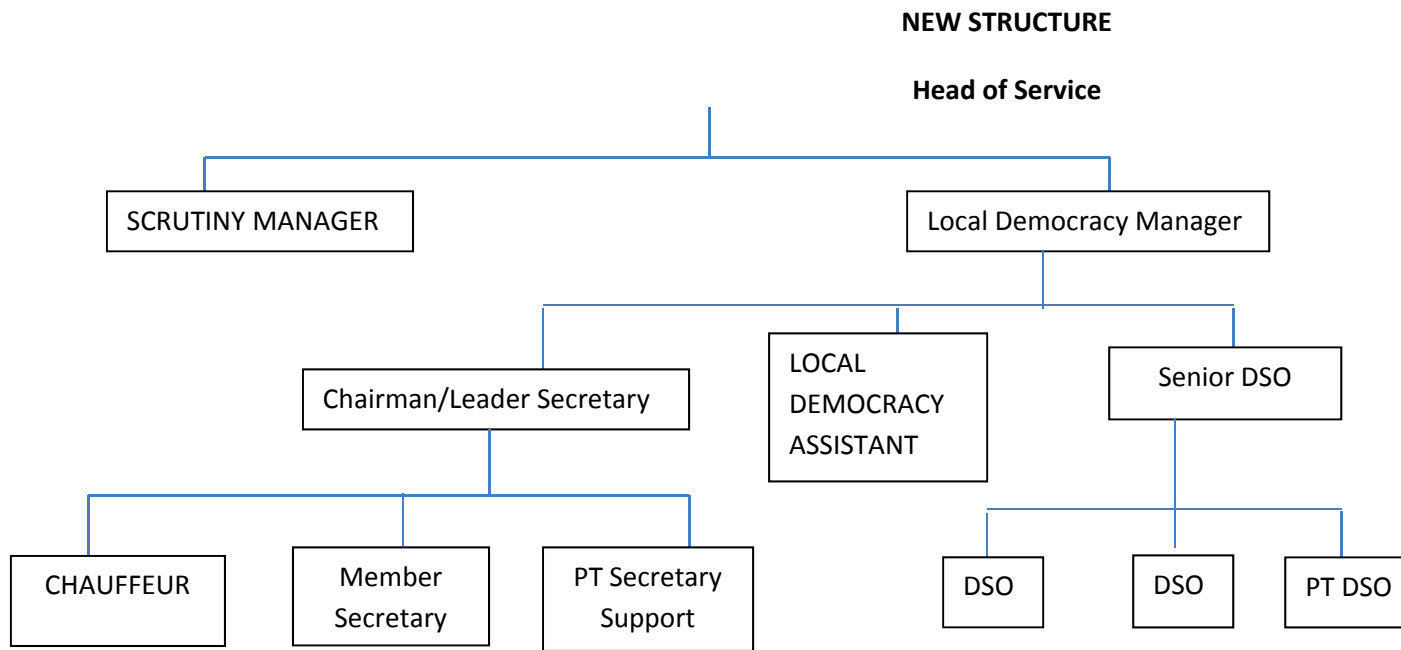 NEW STRUCTURE
Head of Service
SCRUTINY MANAGER
Local Democracy Manager
Chairman/Leader Secretary
LOCAL
DEMOCRACY
ASSISTANT
Senior DSO
CHAUFFEUR
Member
Secretary
PT Secretary
Support
DSO
DSO
PT DSO